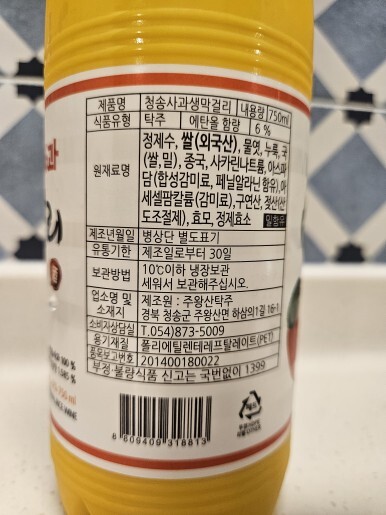 제품명 청송사과생막걸리 내용량 750ml
식품유형 탁주 에탄올 함량 6 %
원재료명 정제수, 쌀(외국산), 물엿, 누룩, 국
(쌀,밀), 종국, 사카린나트륨, 아스파
담(합성감미료, 페닐알라닌 함유), 아
세셀팜칼륨(감미료),구연산, 젖산(산
도조절제), 효모, 정제효소 밀함유
제조년월일 병상단 별도표기
유통기한 제조일로부터 30일
보관방법 10℃이하 냉장보관
세워서 보관해주십시오.
업소명 및 소재지 제조원 : 주왕산탁주
경북 청송군 주왕산면 하삼의1길 16-1
소비자상담실 T.054)873-5009
용기재질 폴리에틸렌테레프탈레이트(PET)
품목보고번호 201400180022
부정·불량식품 신고는 국번없이 1399
8 809409 318813